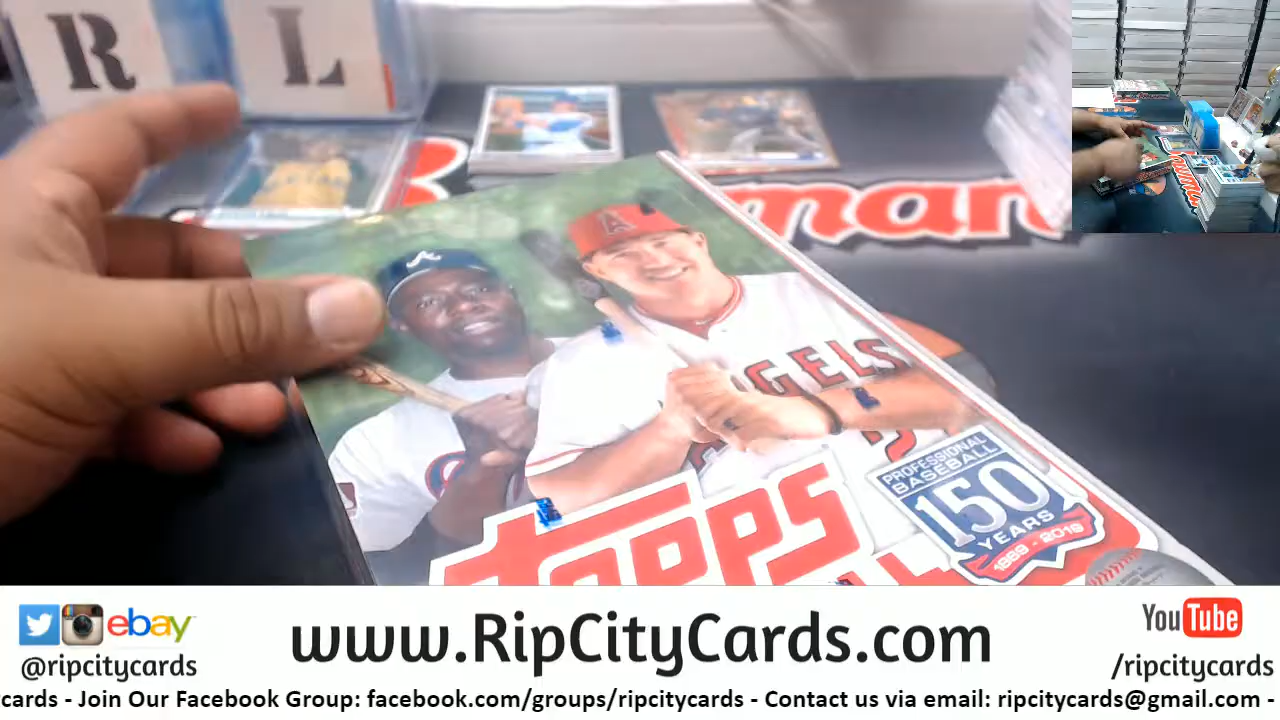 R L
A
A
man
ANGELS
2
PROFESSIONAL
BASEBALL
150
YEARS
1869 - 2019
TOPPS
ebay
@ripcitycards
www.RipCityCards.com
YouTube
/ripcitycards
cards - Join Our Facebook Group: facebook.com/groups/ripcitycards - Contact us via email: ripcitycards@gmail.com -